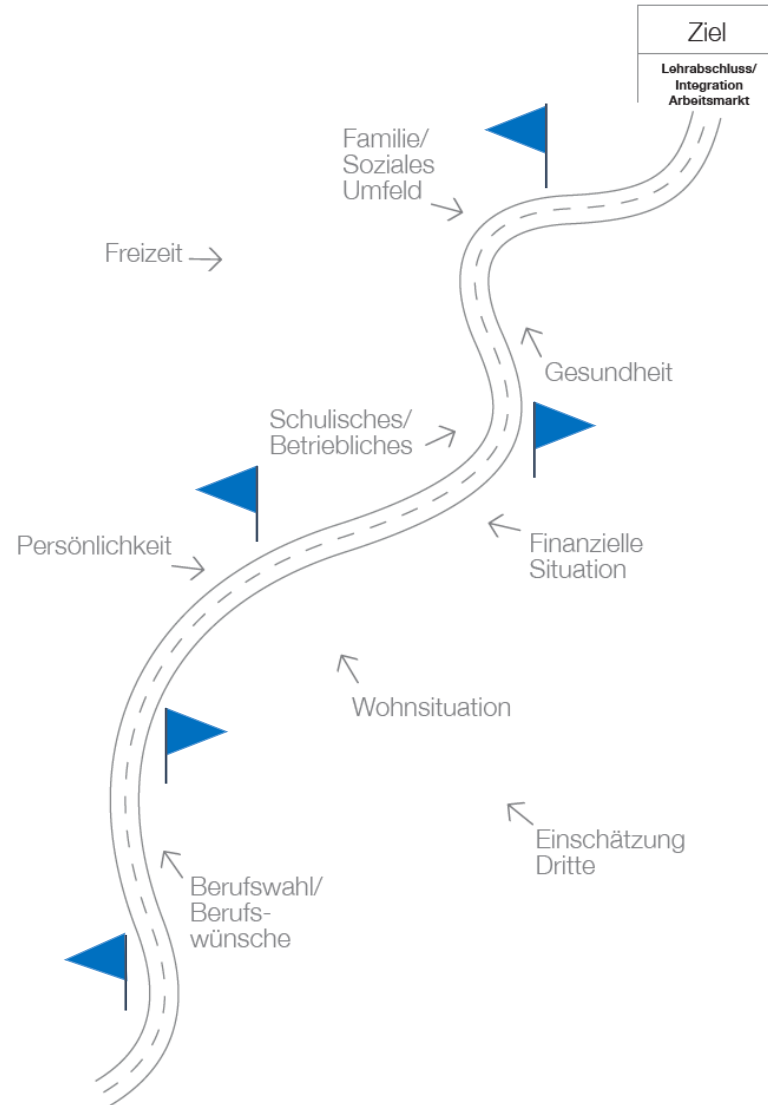 Ziel
Lehrabschluss/
Integration
Arbeitsmarkt
Familie/
Soziales
Umfeld
Freizeit
Gesundheit
Schulisches/
Betriebliches
Persönlichkeit
Finanzielle
Situation
Wohnsituation
Einschätzung
Dritte
Berufswahl/
Berufs-
wünsche